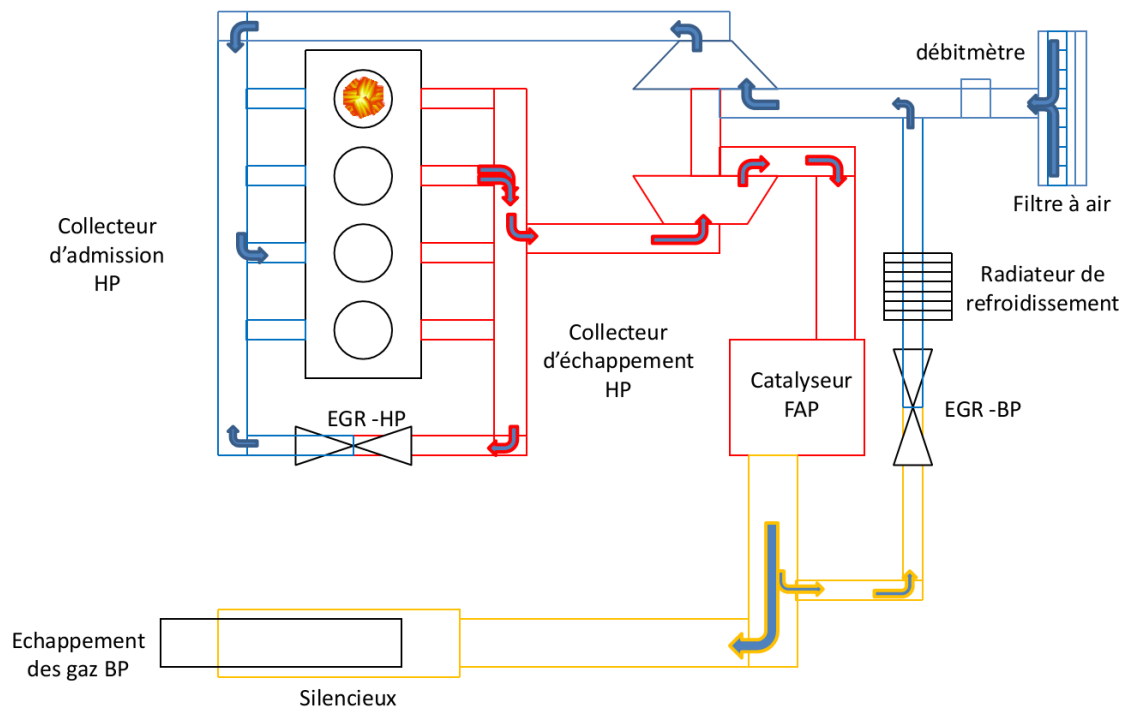 débitmètre
Filtre à air
Collecteur
d’admission
HP
Radiateur de
refroidissement
Collecteur
d’échappement
HP
Catalyseur
FAP
EGR -HP
EGR -BP
Echappement
des gaz BP
Silencieux